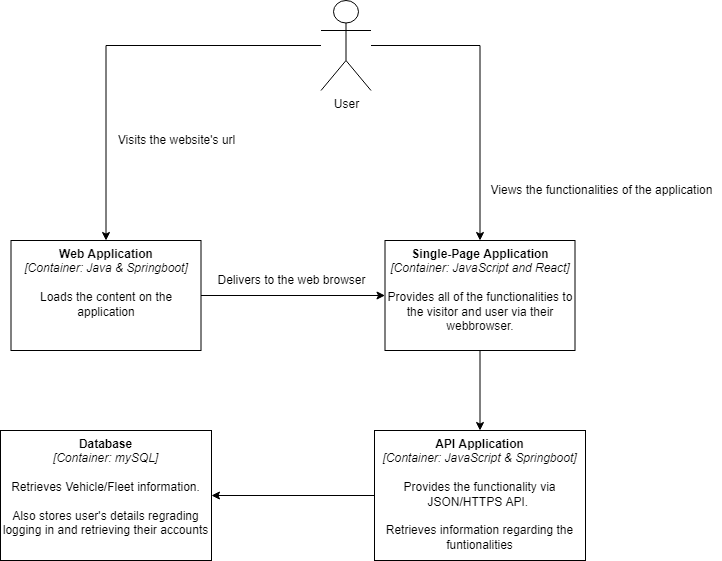 User
Visits the website's url
Views the functionalities of the application
Web Application
[Container: Java & Springboot]
Loads the content on the
application
Delivers to the web browser
Single-Page Application
[Container: JavaScript and React]
Provides all of the functionalities to
the visitor and user via their
webbrowser.
Database
[Container: mySQL]
Retrieves Vehicle/Fleet information.
Also stores user's details regrading
logging in and retrieving their accounts
API Application
[Container: JavaScript & Springboot]
Provides the functionality via
JSON/HTTPS API.
Retrieves information regarding the
funtionalities